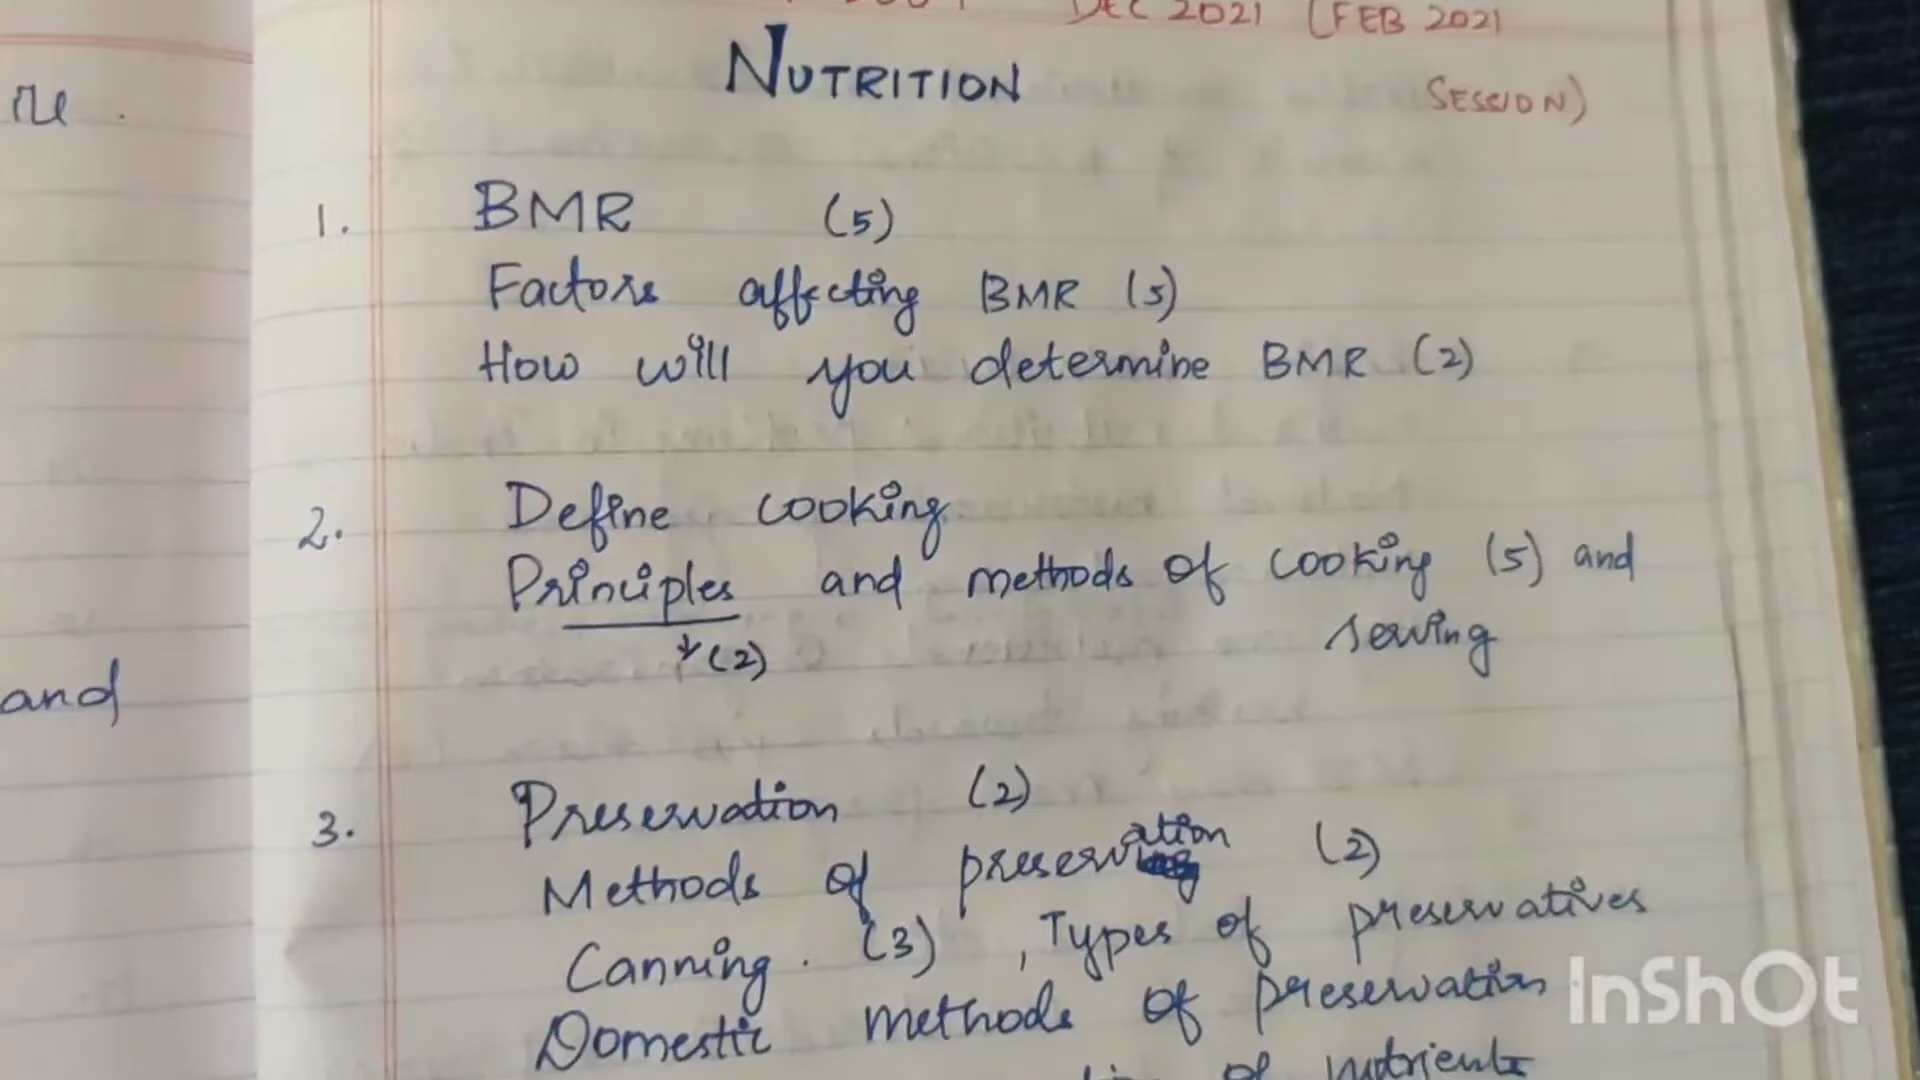 DEC 2021 (FEB 2021
SESSION)
NUTRITION
1. BMR (5)
Factors affecting BMR (5)
How will you determine BMR (2)
2. Define cooking
Principles and methods of cooking (5) and
serving
(2)
3. Preservation (2)
Methods of preservation (2)
Canning. (3), Types of preservatives
Domestic methods of preservation
of nutrients
and
InShOt